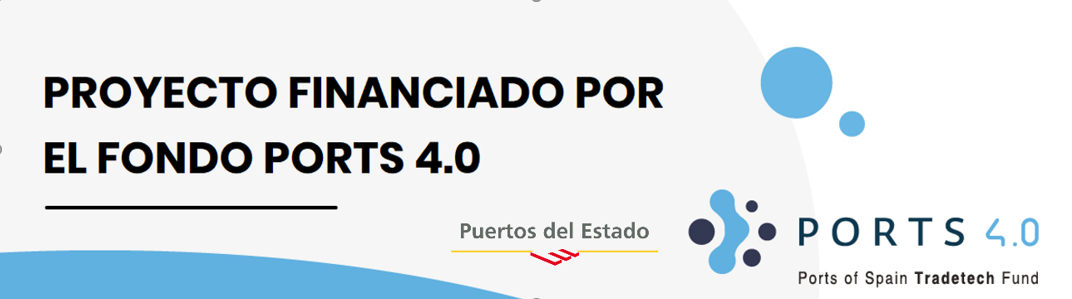 PROYECTO FINANCIADO POR
EL FONDO PORTS 4.0
Puertos del Estado
PORTS 4.0
Ports of Spain Tradetech Fund